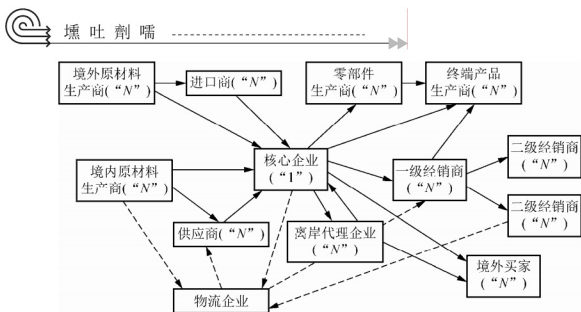 壎吐劑嚅
境外原材料
生产商(“N”)
进口商(“N”)
零部件
生产商(“N”)
终端产品
生产商(“N”)
核心企业
(“1”)
境内原材料
生产商(“N”)
一级经销商
(“N”)
二级经销商
(“N”)
二级经销商
(“N”)
供应商(“N”)
离岸代理企业
(“N”)
境外买家
(“N”)
物流企业